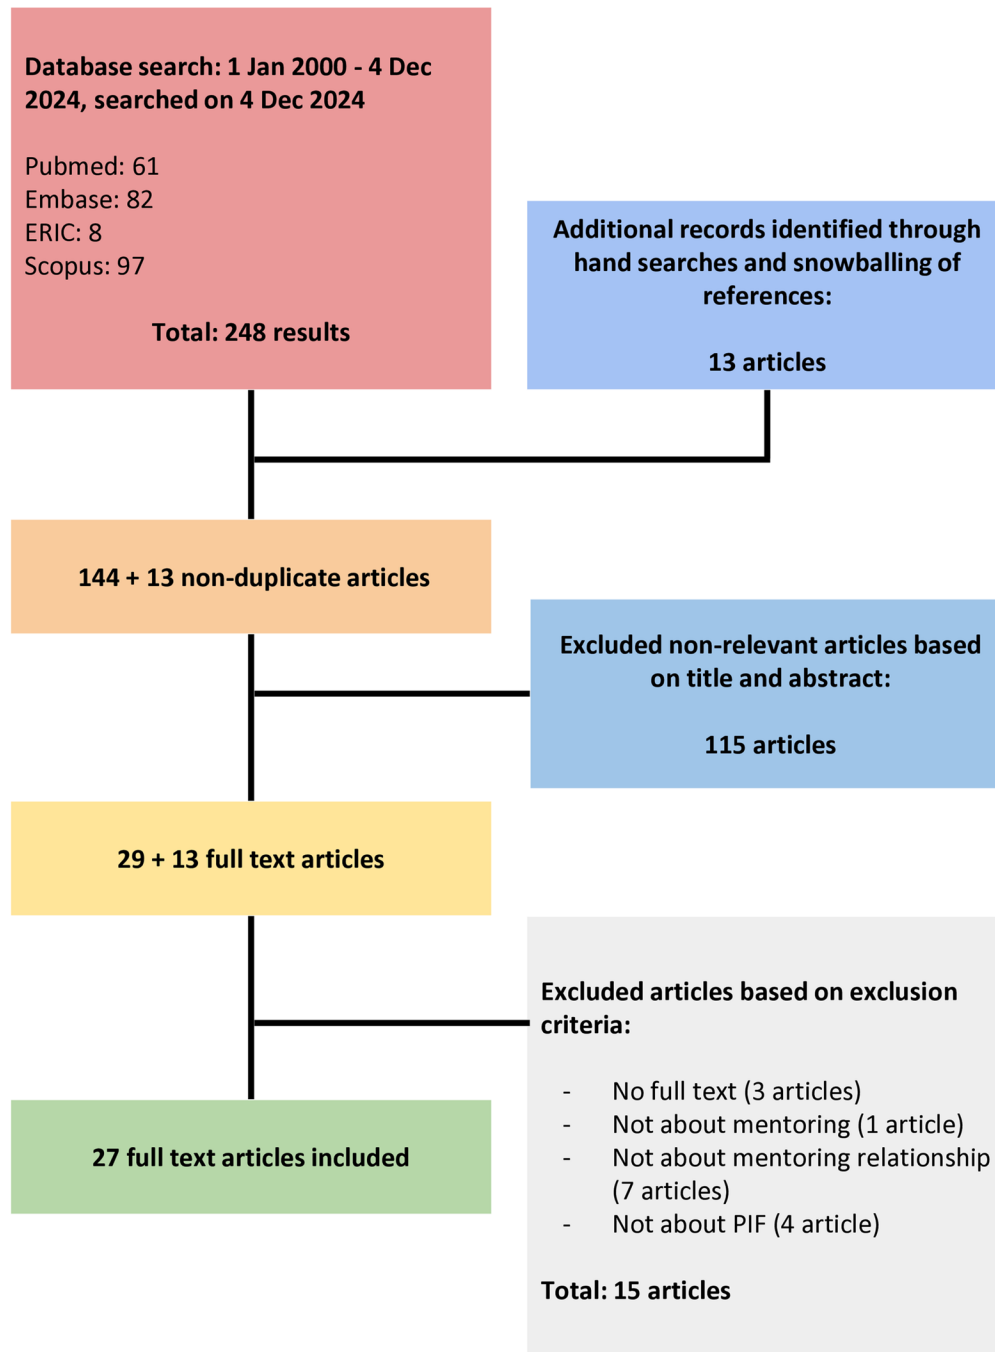 Database search: 1 Jan 2000 - 4 Dec
2024, searched on 4 Dec 2024
Pubmed: 61
Embase: 82
ERIC: 8
Scopus: 97
Total: 248 results
Additional records identified through
hand searches and snowballing of
references:
13 articles
144 + 13 non-duplicate articles
Excluded non-relevant articles based
on title and abstract:
115 articles
29 + 13 full text articles
Excluded articles based on exclusion
criteria:
- No full text (3 articles)
- Not about mentoring (1 article)
- Not about mentoring relationship
(7 articles)
- Not about PIF (4 article)
Total: 15 articles
27 full text articles included